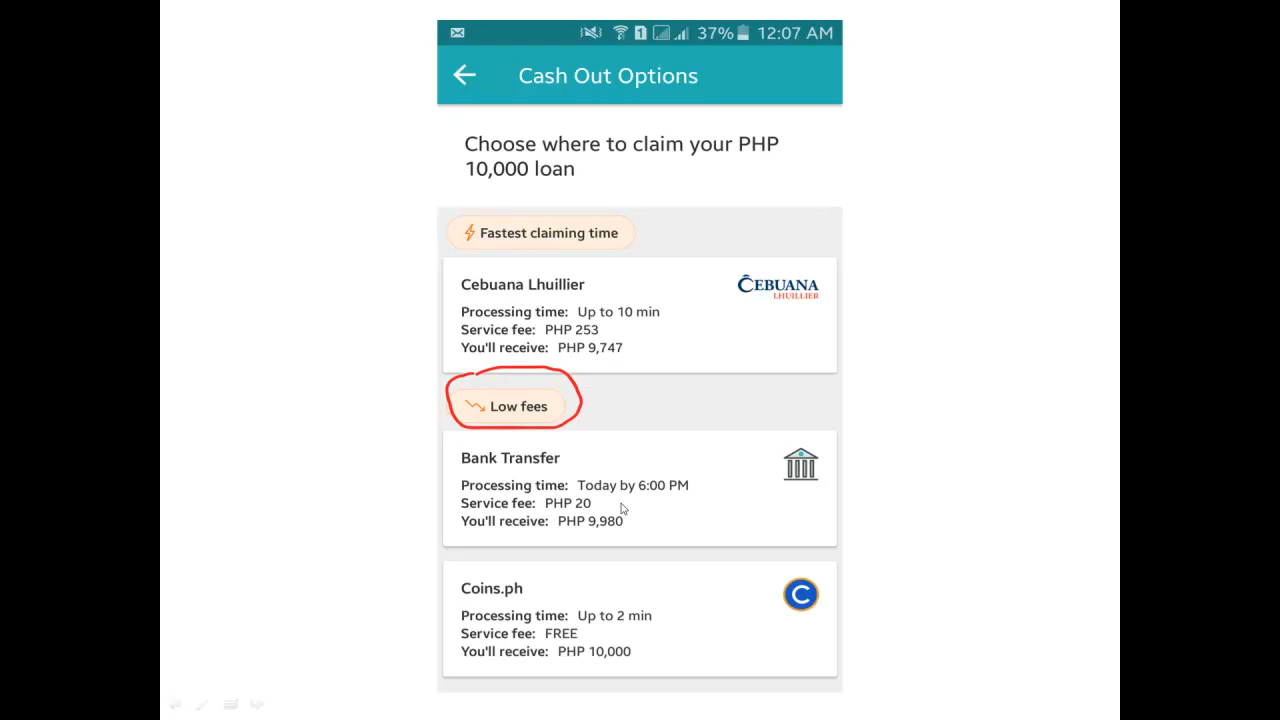 1 37% 12:07 AM
Cash Out Options
Choose where to claim your PHP
10,000 loan
Fastest claiming time
Cebuana Lhuillier
CEBUANA
LHUILLIER
Processing time: Up to 10 min
Service fee: PHP 253
You'll receive: PHP 9,747
Low fees
Bank Transfer
Processing time: Today by 6:00 PM
Service fee: PHP 20
You'll receive: PHP 9,980
Coins.ph
C
Processing time: Up to 2 min
Service fee: FREE
You'll receive: PHP 10,000